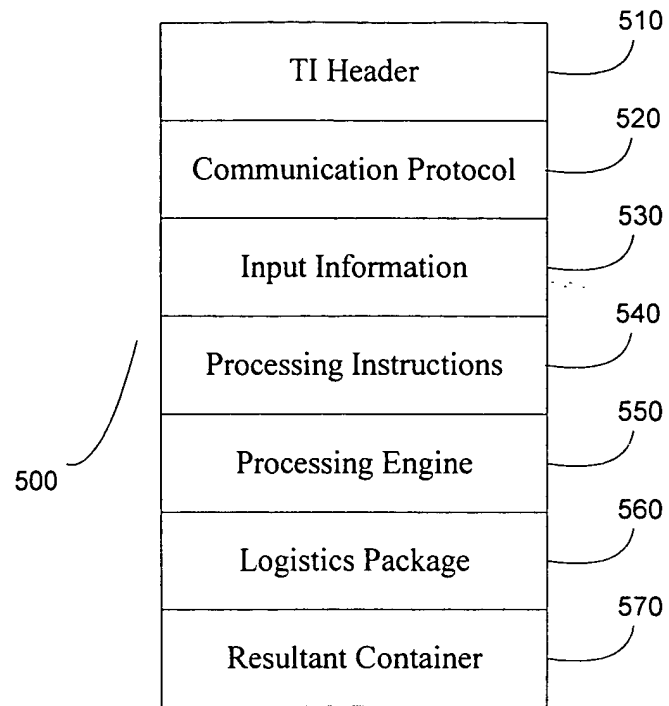 510
TI Header
520
Communication Protocol
530
Input Information
540
Processing Instructions
550
500
Processing Engine
560
Logistics Package
570
Resultant Container